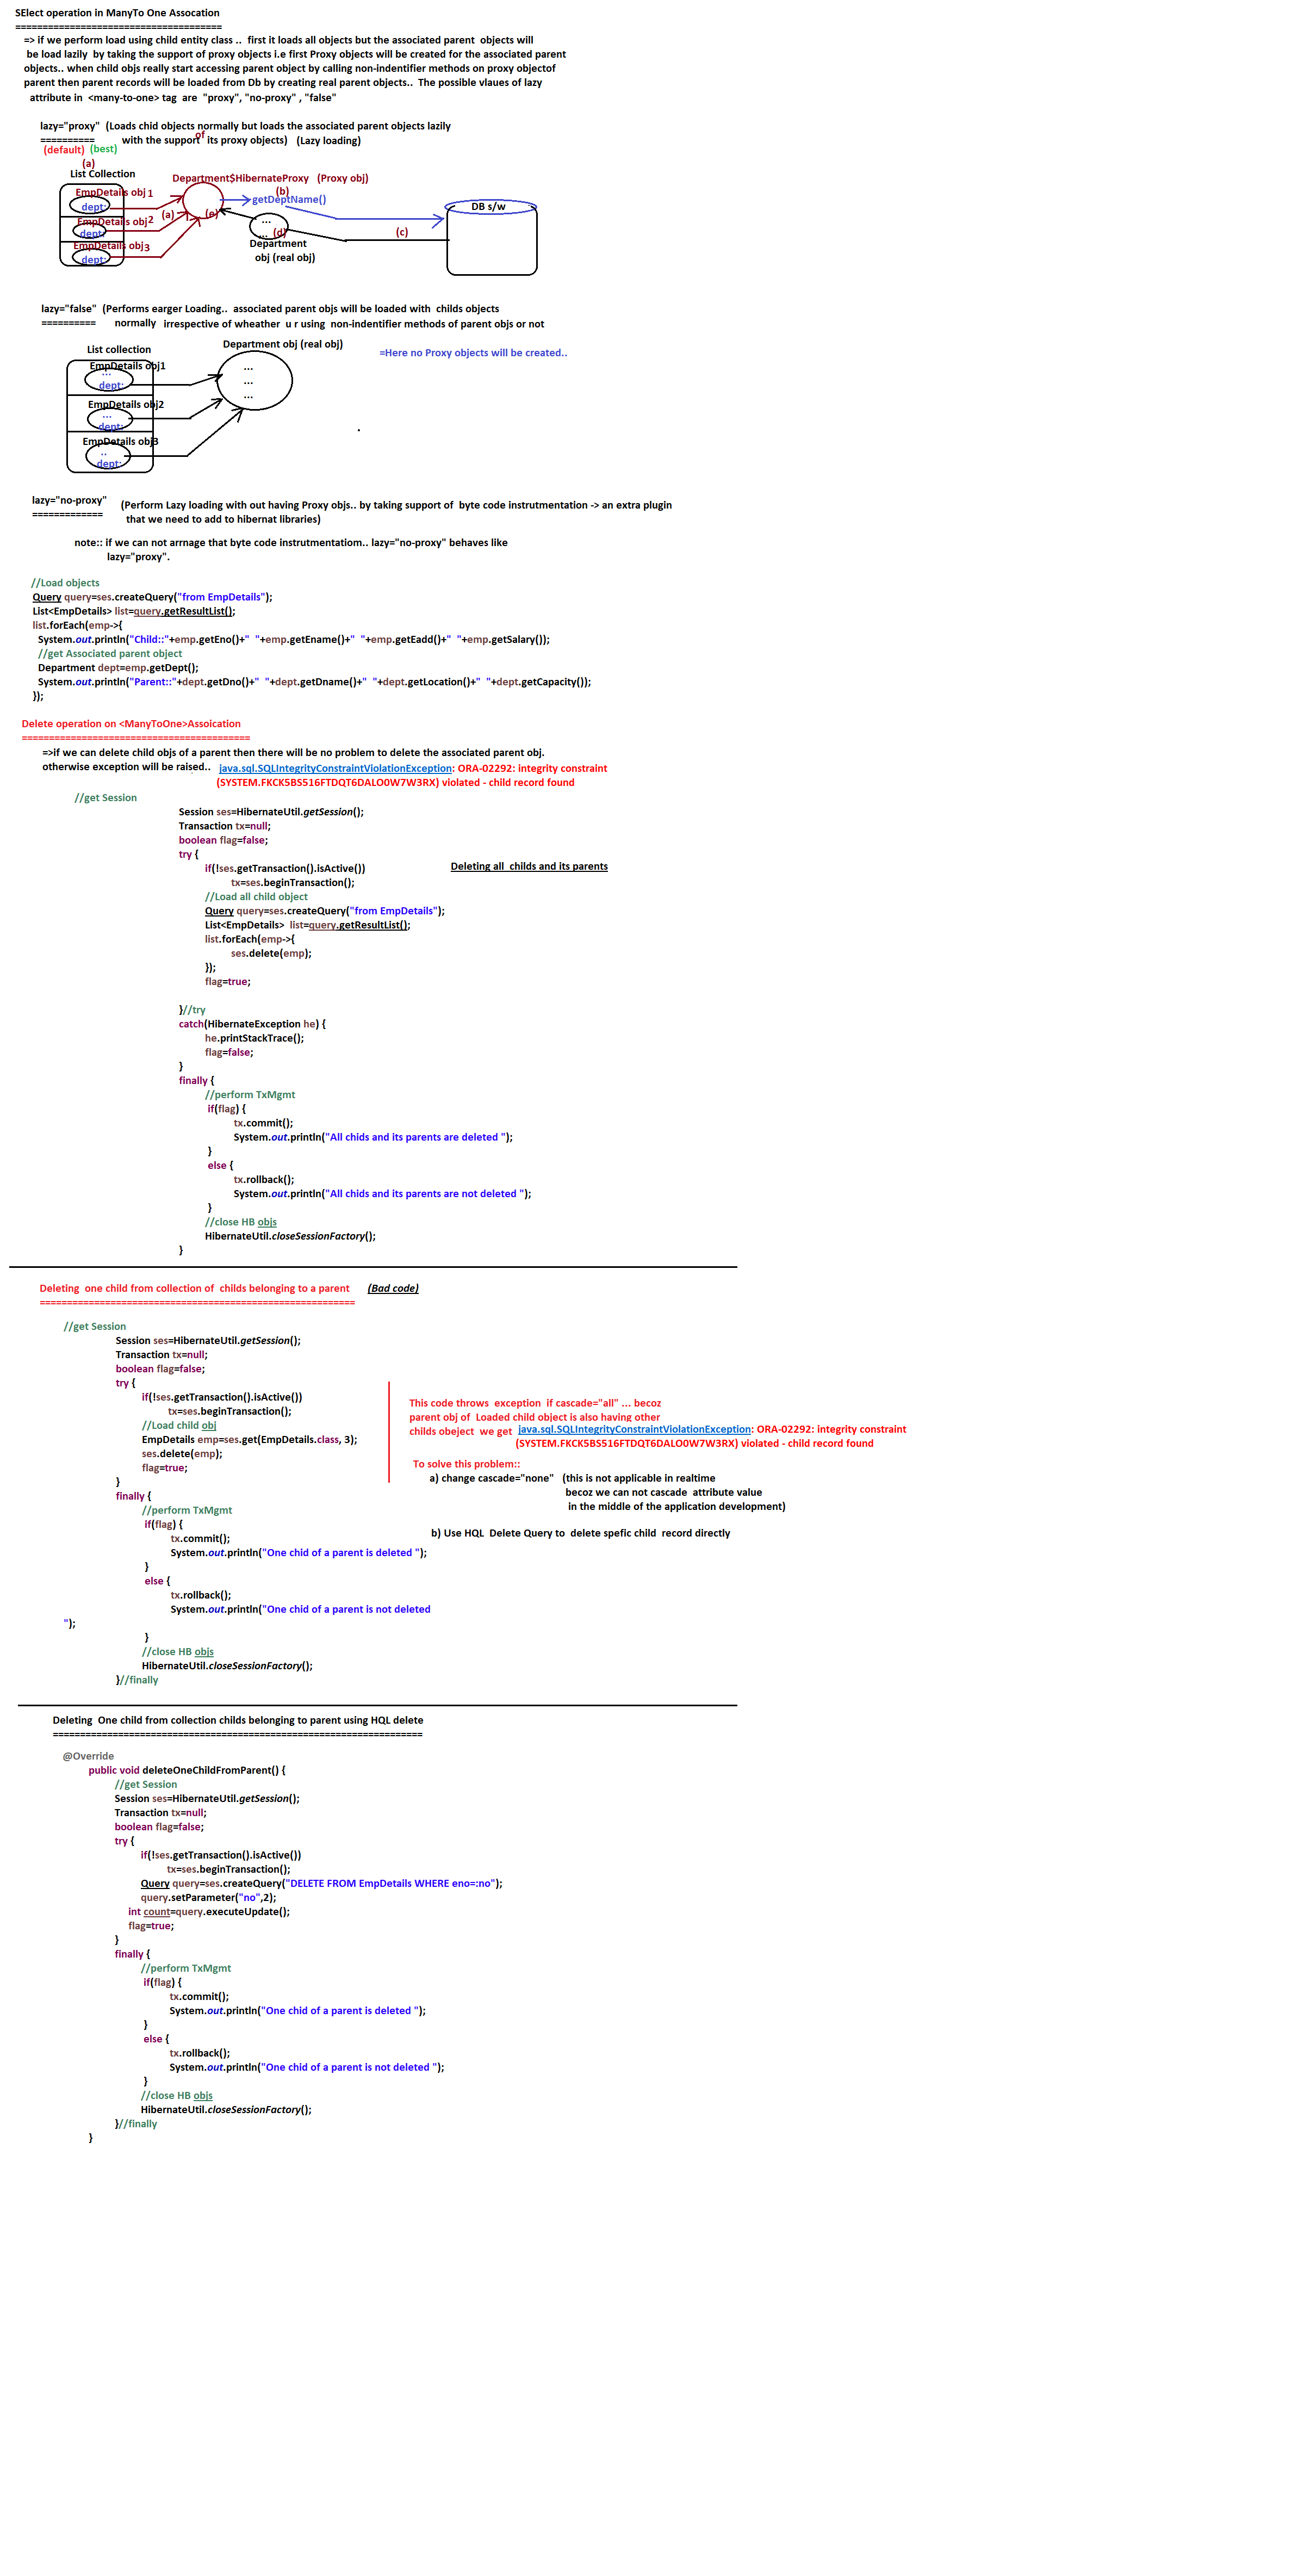 SElect operation in ManyTo One Assocation
======================================
=> if we perform load using child entity class .. first it loads all objects but the associated parent objects will
be load lazily by taking the support of proxy objects i.e first Proxy objects will be created for the associated parent
objects.. when child objs really start accessing parent object by calling non-indentifier methods on proxy objectof
parent then parent records will be loaded from Db by creating real parent objects.. The possible vlaues of lazy
attribute in <many-to-one> tag are "proxy", "no-proxy" , "false"
lazy="proxy" (Loads chid objects normally but loads the associated parent objects lazily
========== with the support of its proxy objects) (Lazy loading)
(default) (best)
(a)
List Collection
Department$HibernateProxy (Proxy obj)
EmpDetails obj 1
(b)
getDeptName()
dept:
DB s/w
(a)
(e)
EmpDetails obj 2
...
dept:
... (d)
(c)
EmpDetails obj 3
Department
obj (real obj)
dept:
lazy="false" (Performs earger Loading.. associated parent objs will be loaded with childs objects
========== normally irrespective of wheather u r using non-indentifier methods of parent objs or not
List collection
Department obj (real obj)
=Here no Proxy objects will be created..
EmpDetails obj1
...
dept:
...
...
...
EmpDetails obj2
...
dept:
.
EmpDetails obj3
..
dept:
lazy="no-proxy" (Perform Lazy loading with out having Proxy objs.. by taking support of byte code instrutmentation -> an extra plugin
============= that we need to add to hibernat libraries)
note:: if we can not arrnage that byte code instrutmentatiom.. lazy="no-proxy" behaves like
lazy="proxy".
//Load objects
Query query=ses.createQuery("from EmpDetails");
List<EmpDetails> list=query.getResultList();
list.forEach(emp->{
System.out.println("Child::"+emp.getEno()+" "+emp.getEname()+" "+emp.getEadd()+" "+emp.getSalary());
//get Associated parent object
Department dept=emp.getDept();
System.out.println("Parent::"+dept.getDno()+" "+dept.getDname()+" "+dept.getLocation()+" "+dept.getCapacity());
});
Delete operation on <ManyToOne>Assoication
==========================================
=>if we can delete child objs of a parent then there will be no problem to delete the associated parent obj.
otherwise exception will be raised.. java.sql.SQLIntegrityConstraintViolationException: ORA-02292: integrity constraint
(SYSTEM.FKCK5BS516FTDQT6DALO0W7W3RX) violated - child record found
//get Session
Session ses=HibernateUtil.getSession();
Transaction tx=null;
boolean flag=false;
try {
if(!ses.getTransaction().isActive())
Deleting all childs and its parents
tx=ses.beginTransaction();
//Load all child object
Query query=ses.createQuery("from EmpDetails");
List<EmpDetails> list=query.getResultList();
list.forEach(emp->{
ses.delete(emp);
});
flag=true;
}//try
catch(HibernateException he) {
he.printStackTrace();
flag=false;
}
finally {
//perform TxMgmt
if(flag) {
tx.commit();
System.out.println("All chids and its parents are deleted ");
}
else {
tx.rollback();
System.out.println("All chids and its parents are not deleted ");
}
//close HB objs
HibernateUtil.closeSessionFactory();
}
Deleting one child from collection of childs belonging to a parent (Bad code)
==========================================================
//get Session
Session ses=HibernateUtil.getSession();
Transaction tx=null;
boolean flag=false;
try {
if(!ses.getTransaction().isActive())
tx=ses.beginTransaction();
//Load child obj
EmpDetails emp=ses.get(EmpDetails.class, 3);
ses.delete(emp);
flag=true;
}
finally {
//perform TxMgmt
if(flag) {
tx.commit();
System.out.println("One chid of a parent is deleted ");
}
else {
tx.rollback();
System.out.println("One chid of a parent is not deleted
");
}
//close HB objs
HibernateUtil.closeSessionFactory();
}//finally
This code throws exception if cascade="all" ... becoz
parent obj of Loaded child object is also having other
childs obeject we get java.sql.SQLIntegrityConstraintViolationException: ORA-02292: integrity constraint
(SYSTEM.FKCK5BS516FTDQT6DALO0W7W3RX) violated - child record found
To solve this problem::
a) change cascade="none" (this is not applicable in realtime
becoz we can not cascade attribute value
in the middle of the application development)
b) Use HQL Delete Query to delete spefic child record directly
Deleting One child from collection childs belonging to parent using HQL delete
====================================================================
@Override
public void deleteOneChildFromParent() {
//get Session
Session ses=HibernateUtil.getSession();
Transaction tx=null;
boolean flag=false;
try {
if(!ses.getTransaction().isActive())
tx=ses.beginTransaction();
Query query=ses.createQuery("DELETE FROM EmpDetails WHERE eno=:no");
query.setParameter("no",2);
int count=query.executeUpdate();
flag=true;
}
finally {
//perform TxMgmt
if(flag) {
tx.commit();
System.out.println("One chid of a parent is deleted ");
}
else {
tx.rollback();
System.out.println("One chid of a parent is not deleted ");
}
//close HB objs
HibernateUtil.closeSessionFactory();
}//finally
}